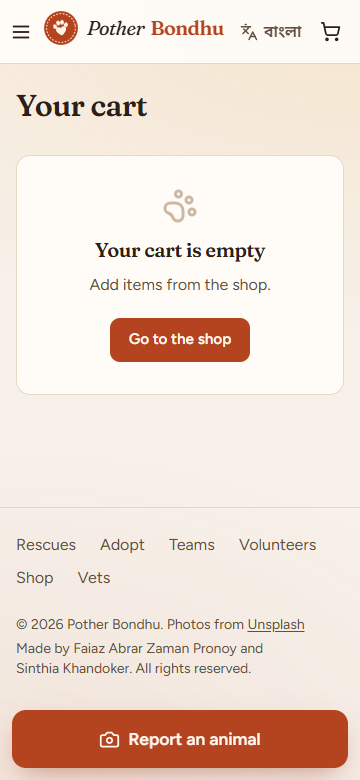 Pother Bondhu বাংলা
Your cart
Your cart is empty
Add items from the shop.
Go to the shop
Rescues Adopt Teams Volunteers
Shop Vets
© 2026 Pother Bondhu. Photos from Unsplash
Made by Faiaz Abrar Zaman Pronoy and
Sinthia Khandoker. All rights reserved.
Report an animal